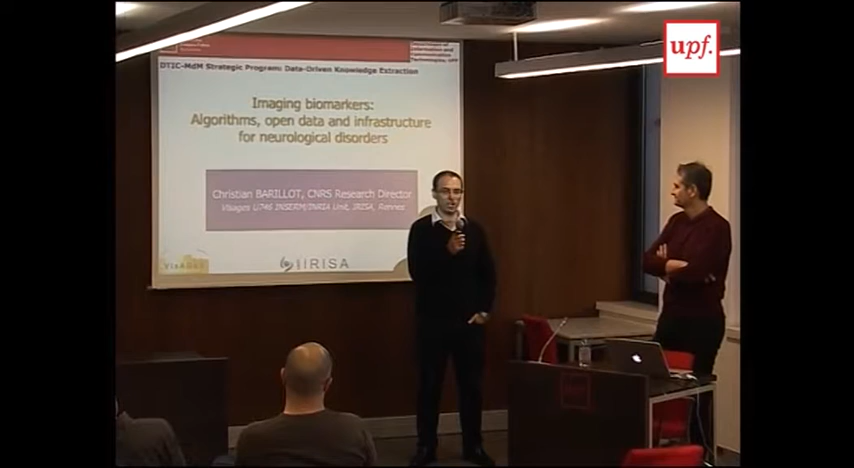 DTIC-MdM Strategic Program: Data-Driven Knowledge Extraction
Imaging biomarkers:
Algorithms, open data and infrastructure
for neurological disorders
Christian BARILLOT, CNRS Research Director
Visages U746 INSERM/INRIA Unit, IRISA, Rennes
VisAGeS
IRISA
upf.